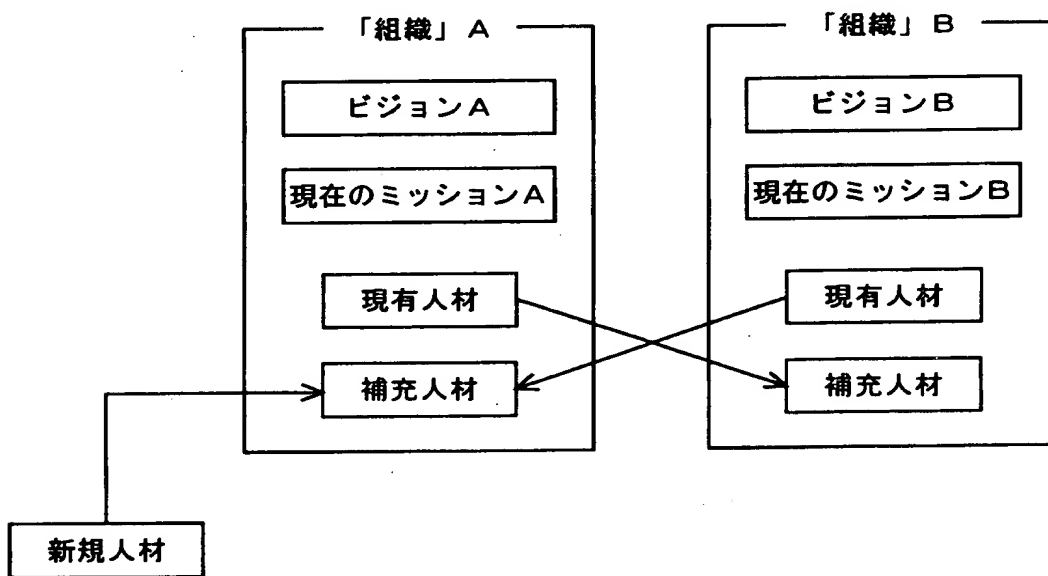 「組織」A
ビジョンA
現在のミッションA
現有人材
補充人材
「組織」B
ビジョンB
現在のミッションB
現有人材
補充人材
新規人材